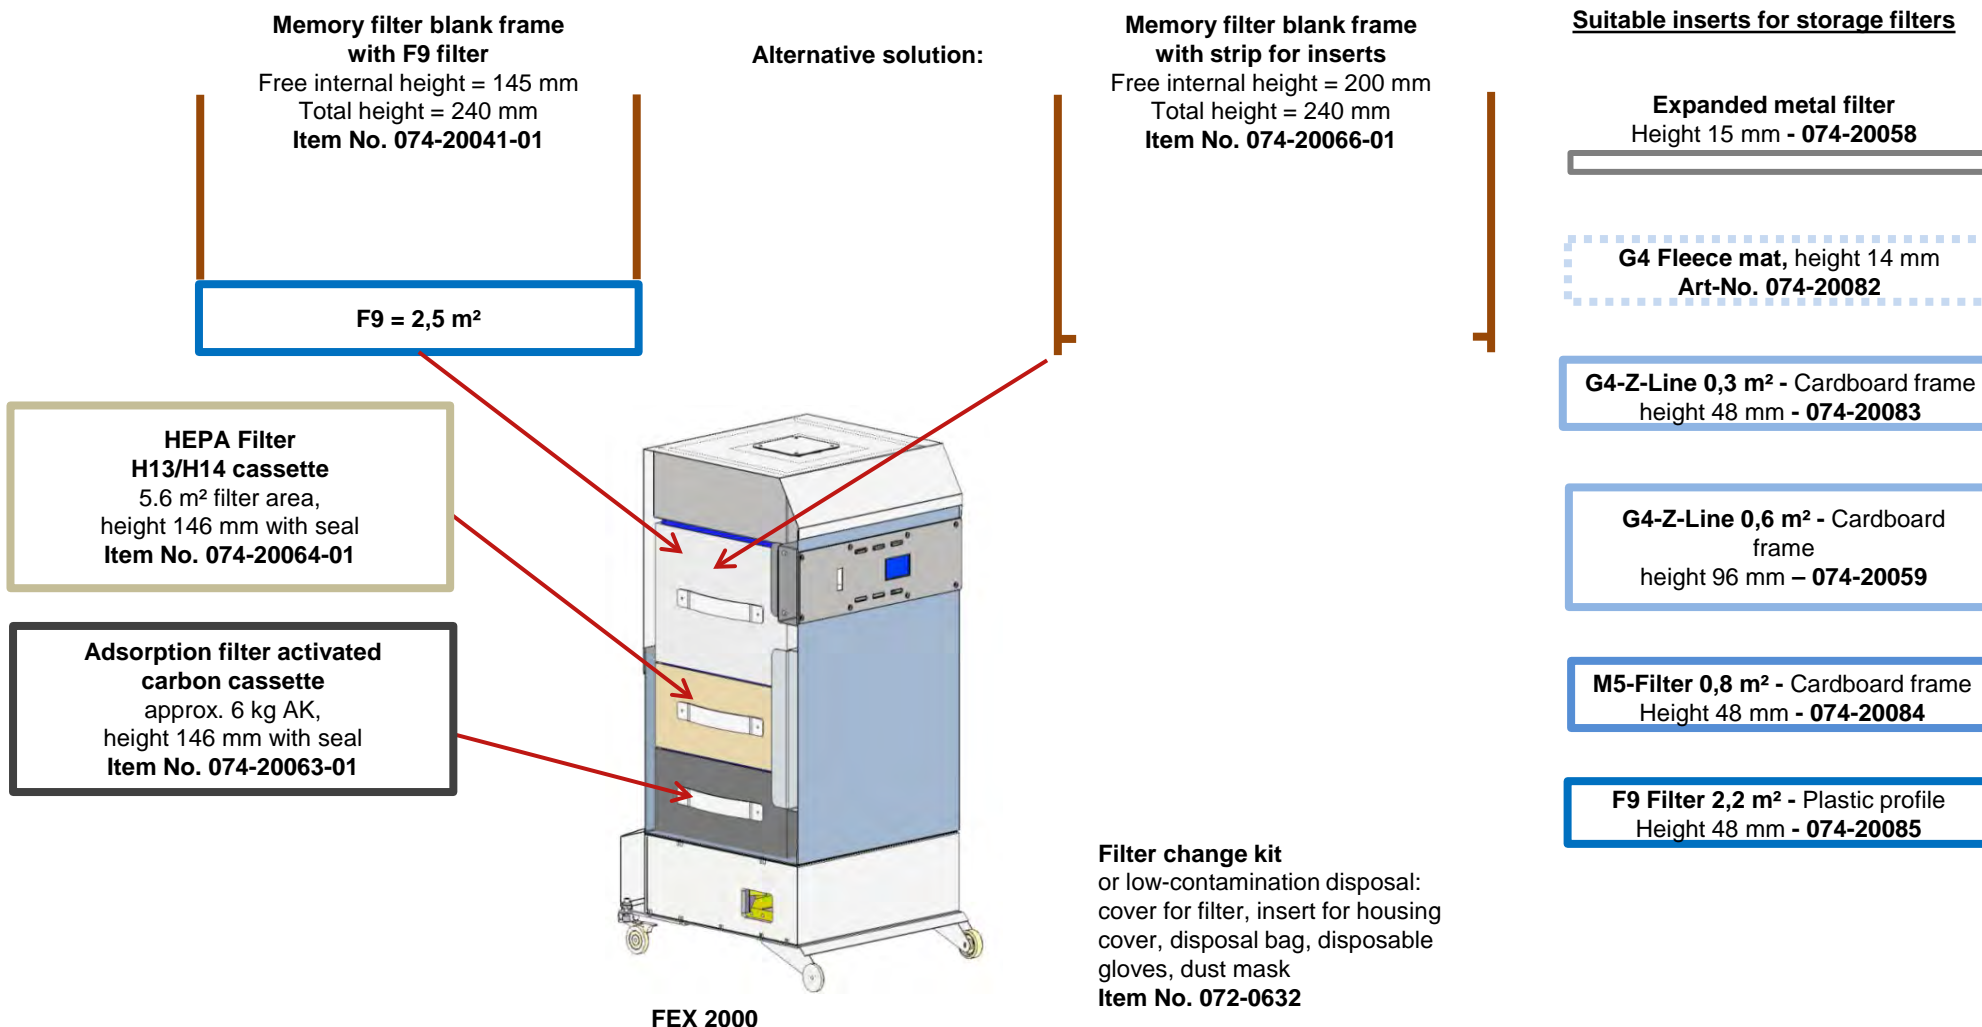 Memory filter blank frame
with F9 filter
Free internal height = 145 mm
Total height = 240 mm
Item No. 074-20041-01
Alternative solution:
Memory filter blank frame
with strip for inserts
Free internal height = 200 mm
Total height = 240 mm
Item No. 074-20066-01
Suitable inserts for storage filters
Expanded metal filter
Height 15 mm - 074-20058
G4 Fleece mat, height 14 mm
Art-No. 074-20082
F9 = 2,5 m²
G4-Z-Line 0,3 m² - Cardboard frame
height 48 mm - 074-20083
HEPA Filter
H13/H14 cassette
5.6 m² filter area,
height 146 mm with seal
Item No. 074-20064-01
G4-Z-Line 0,6 m² - Cardboard
frame
height 96 mm – 074-20059
Adsorption filter activated
carbon cassette
approx. 6 kg AK,
height 146 mm with seal
Item No. 074-20063-01
M5-Filter 0,8 m² - Cardboard frame
Height 48 mm - 074-20084
F9 Filter 2,2 m² - Plastic profile
Height 48 mm - 074-20085
Filter change kit
or low-contamination disposal:
cover for filter, insert for housing
cover, disposal bag, disposable
gloves, dust mask
Item No. 072-0632
FEX 2000